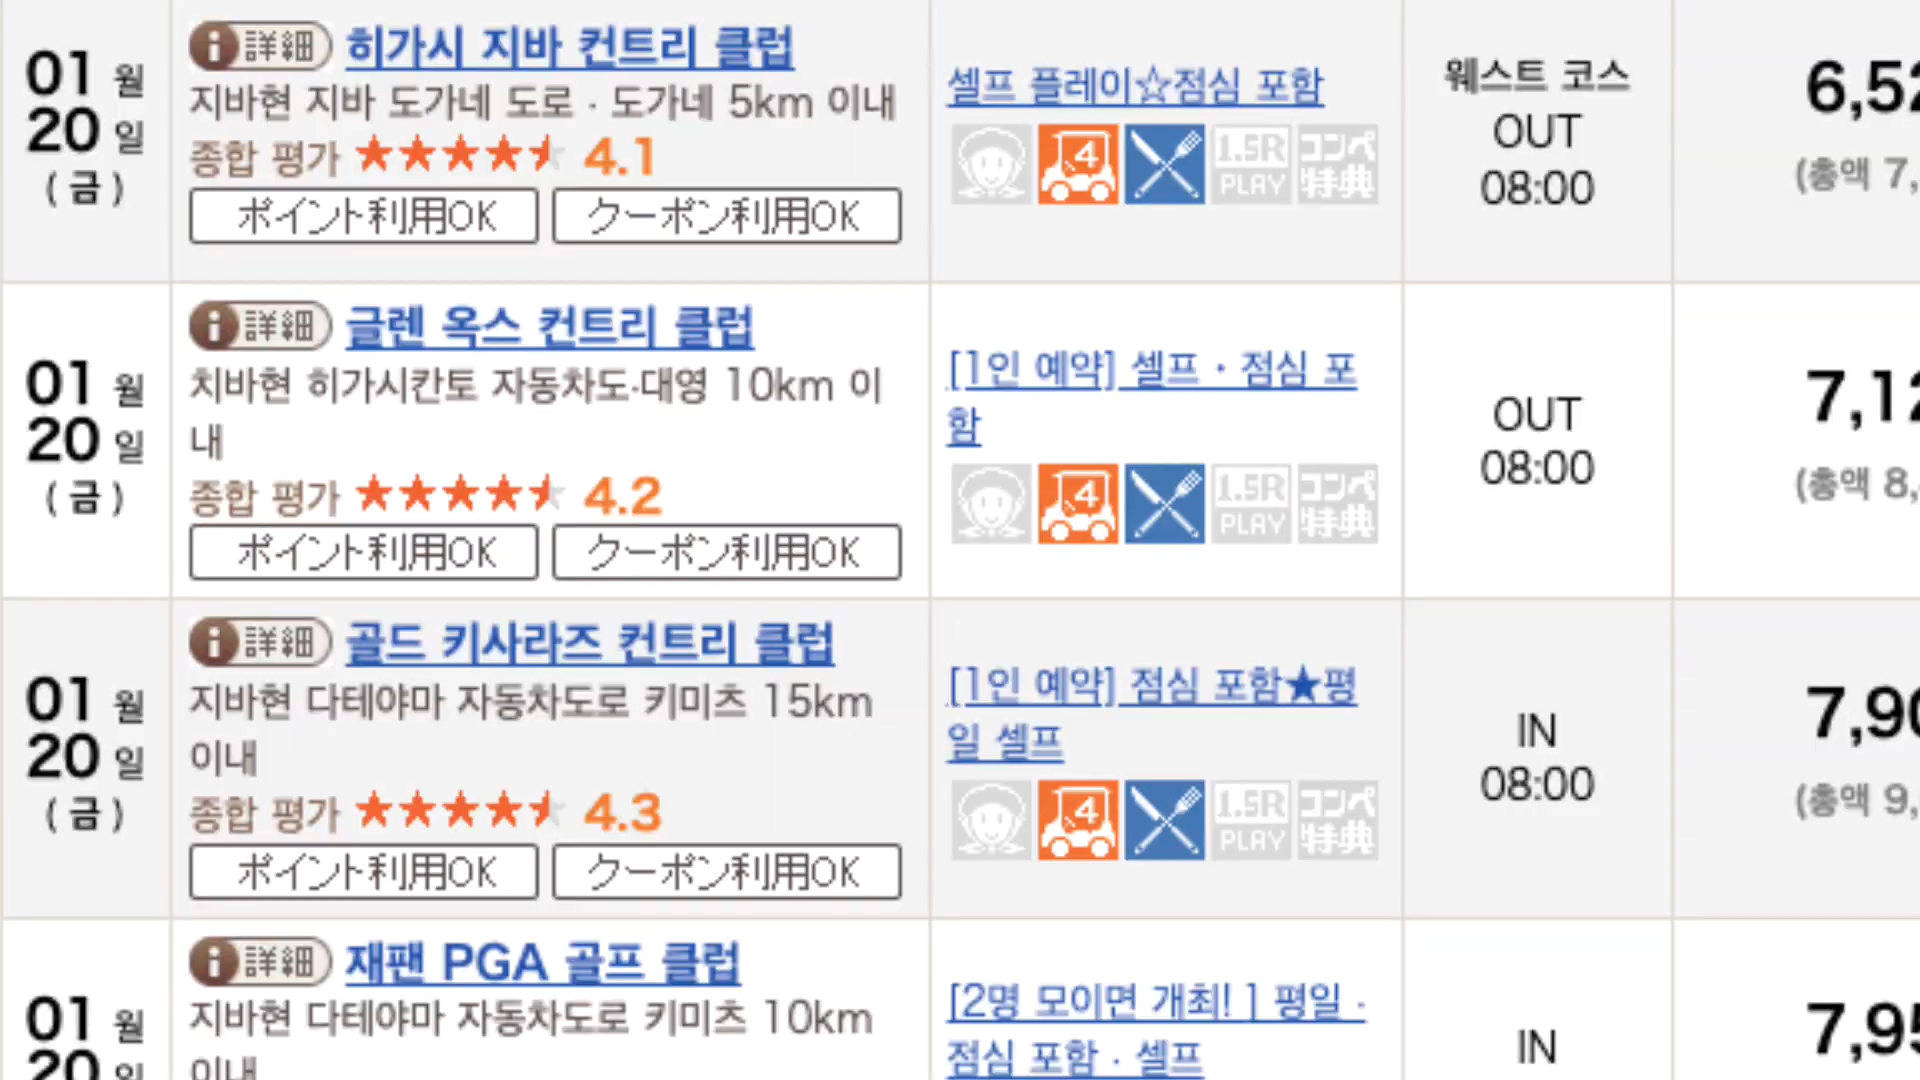 01 월
20 일
( 금 )
i 詳細 히가시 지바 컨트리 클럽
지바현 지바 도가네 도로 · 도가네 5km 이내
종합 평가 ★★★★★ 4.1
ポイント利用OK クーポン利用OK
셀프 플레이☆점심 포함
4 1.5R PLAY コンペ特典
웨스트 코스
OUT
08:00
6,52
(총액 7,
01 월
20 일
( 금 )
i 詳細 글렌 옥스 컨트리 클럽
치바현 히가시칸토 자동차도·대영 10km 이
내
종합 평가 ★★★★★ 4.2
ポイント利用OK クーポン利用OK
[1인 예약] 셀프・점심 포
함
4 1.5R PLAY コンペ特典
OUT
08:00
7,12
(총액 8,
01 월
20 일
( 금 )
i 詳細 골드 키사라즈 컨트리 클럽
지바현 다테야마 자동차도로 키미츠 15km
이내
종합 평가 ★★★★★ 4.3
ポイント利用OK クーポン利用OK
[1인 예약] 점심 포함★평
일 셀프
4 1.5R PLAY コンペ特典
IN
08:00
7,90
(총액 9,
01 월
20 일
i 詳細 재팬 PGA 골프 클럽
지바현 다테야마 자동차도로 키미츠 10km
이내
[2명 모이면 개최! ] 평일 ·
점심 포함 · 셀프
IN
7,95